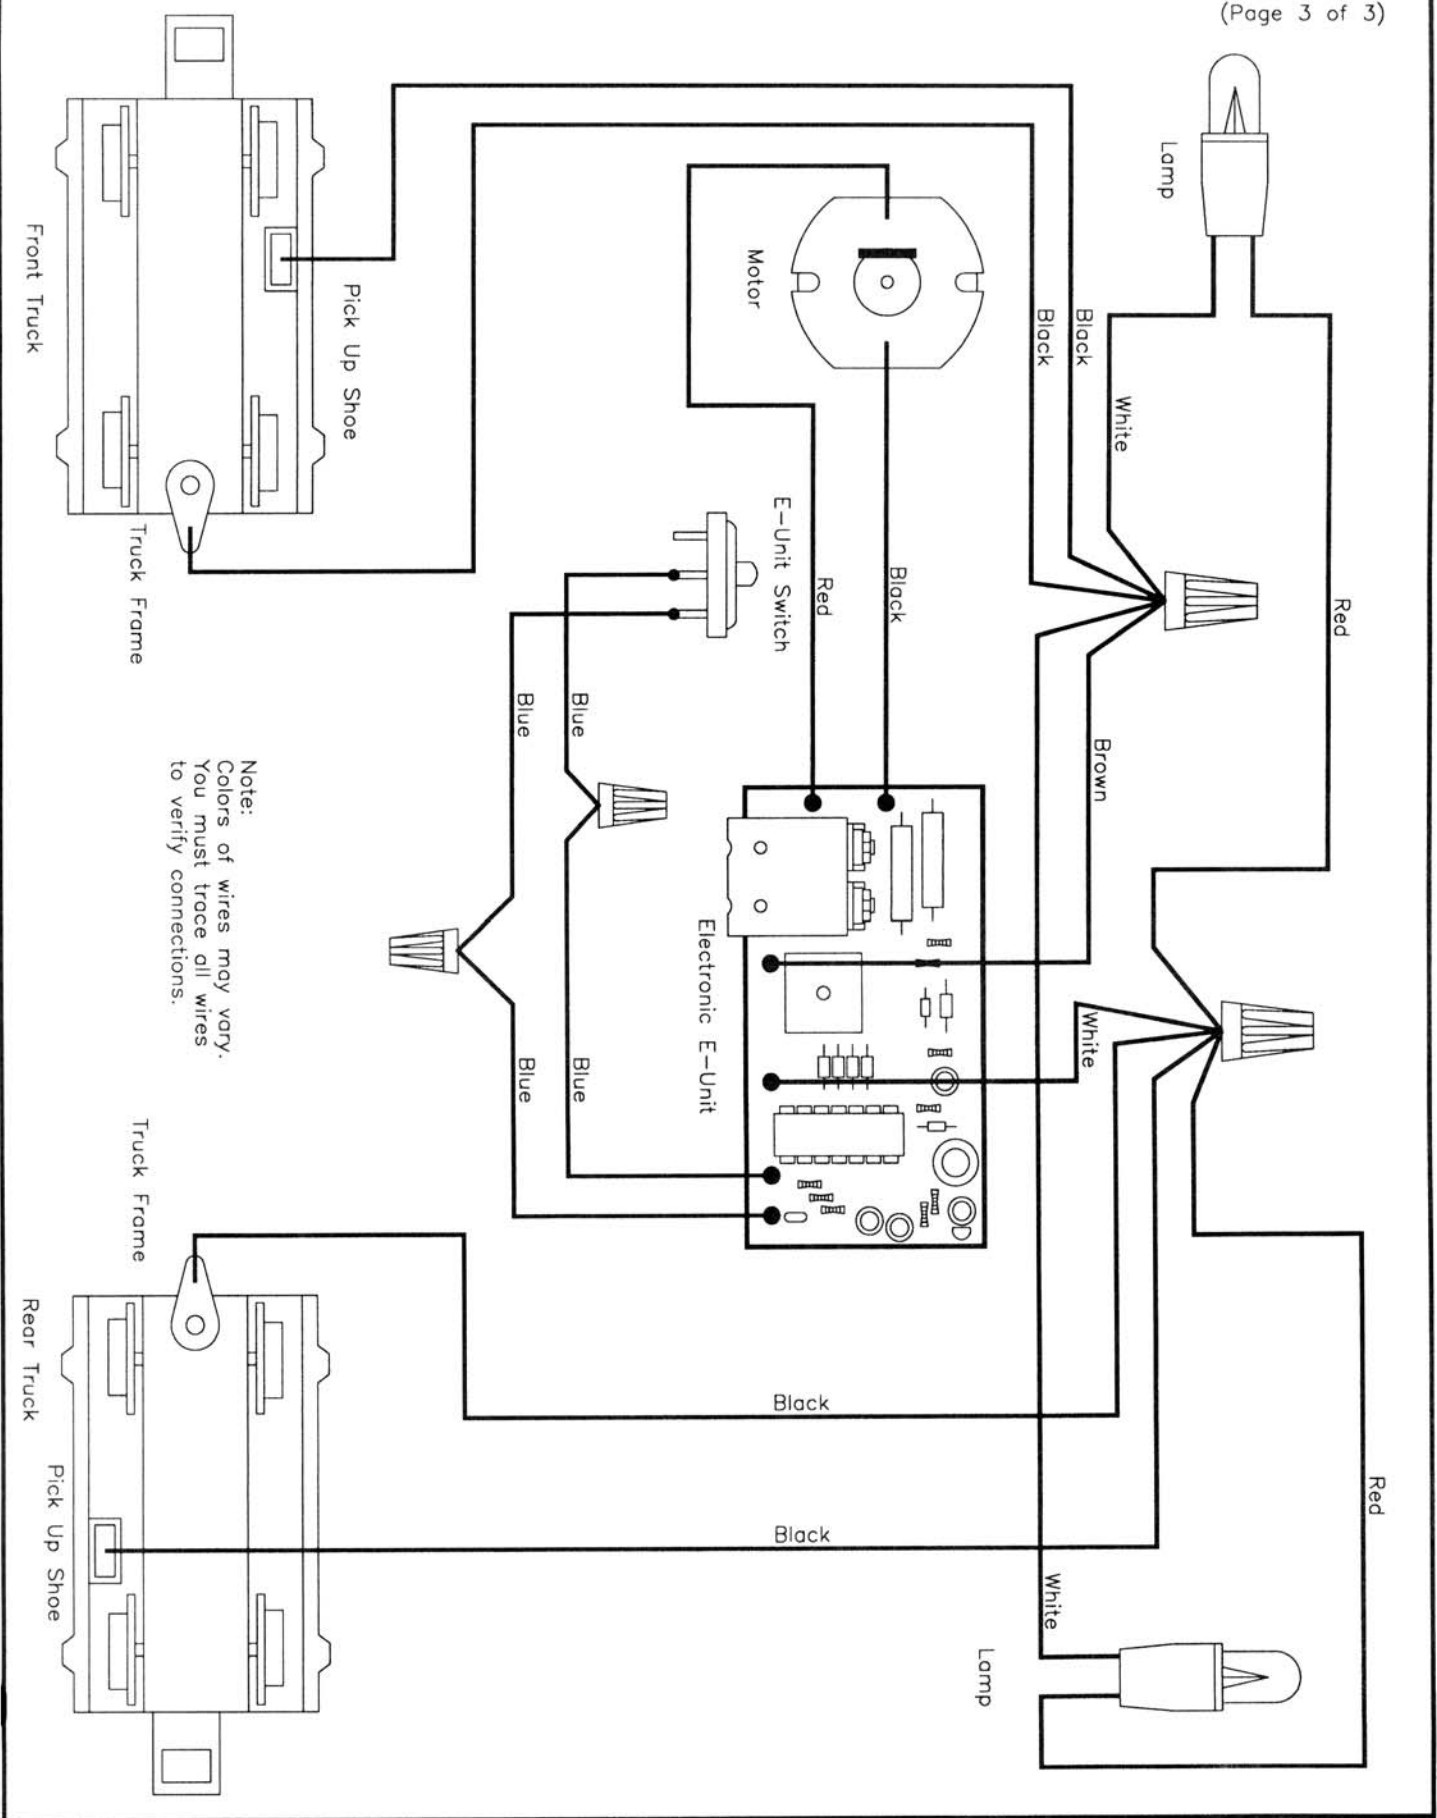 (Page 3 of 3)
Lamp
Red
Red
Black
Black
White
Brown
White
Motor
Black
Red
E-Unit Switch
Electronic E-Unit
Pick Up Shoe
Blue
Blue
Blue
Blue
Black
Black
White
Lamp
Front Truck
Truck Frame
Note:
Colors of wires may vary.
You must trace all wires
to verify connections.
Truck Frame
Rear Truck
Pick Up Shoe